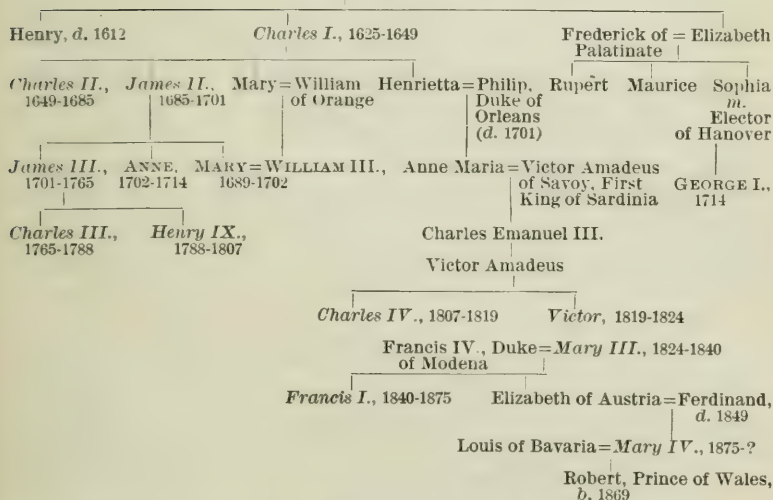 Henry, d. 1612 Charles I., 1625-1649 Frederick of = Elizabeth
Palatinate
Charles II., James II., Mary=William Henrietta=Philip, Rupert Maurice Sophia
1649-1685 1685-1701 of Orange Duke of m.
Orleans Elector
(d. 1701) of Hanover
James III., ANNE, MARY=WILLIAM III., Anne Maria=Victor Amadeus
1701-1765 1702-1714 1689-1702 of Savoy, First GEORGE I.,
King of Sardinia 1714
Charles III., Henry IX., Charles Emanuel III.
1765-1788 1788-1807
Victor Amadeus
Charles IV., 1807-1819 Victor, 1819-1824
Francis IV., Duke=Mary III., 1824-1840
of Modena
Francis I., 1840-1875 Elizabeth of Austria=Ferdinand,
d. 1849
Louis of Bavaria=Mary IV., 1875-?
Robert, Prince of Wales,
b. 1869